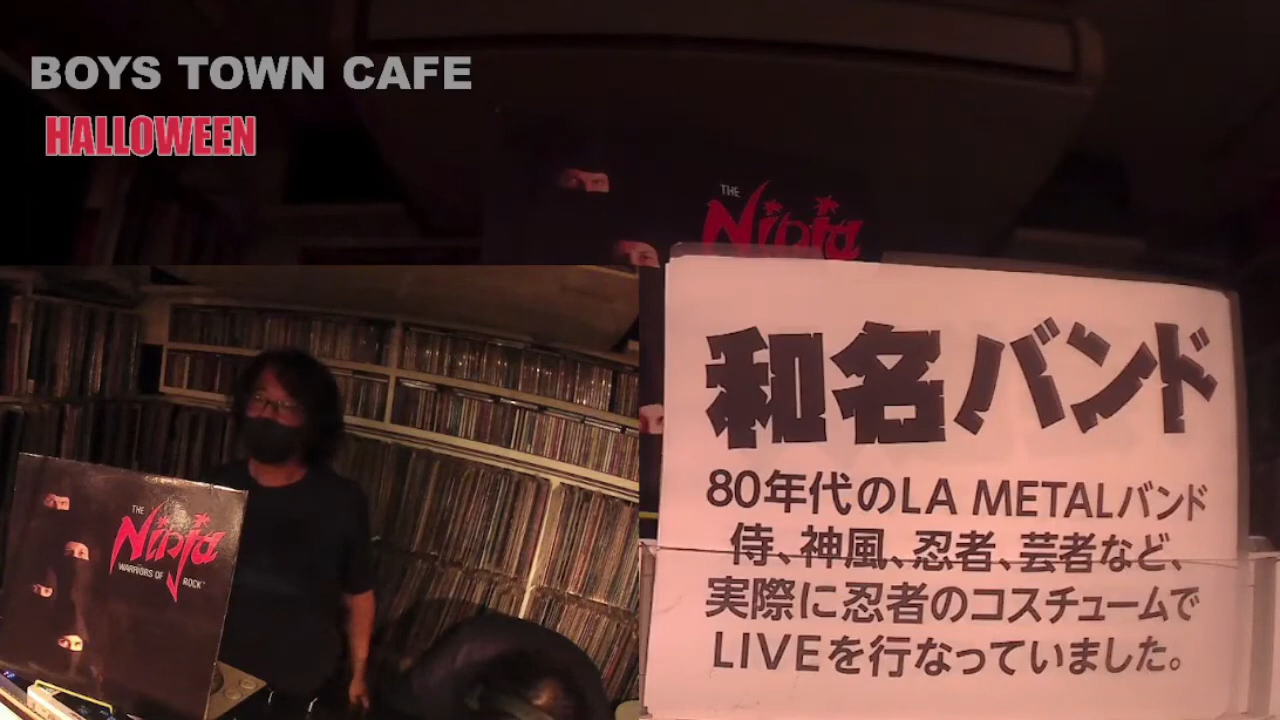 BOYS TOWN CAFE
HALLOWEEN
THE
Ninja
和名バンド
80年代のLA METALバンド
侍、神風、忍者、芸者など、
実際に忍者のコスチュームで
LIVEを行なっていました。
THE
Ninja
WARRIORS OF ROCK